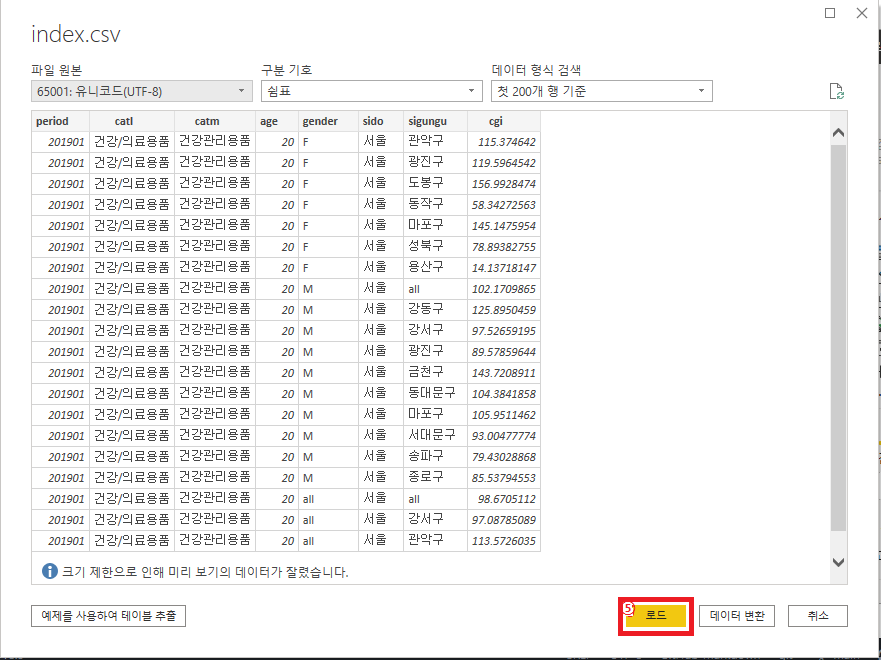 index.csv
파일 원본 구분 기호 데이터 형식 검색
65001: 유니코드(UTF-8) 쉼표 첫 200개 행 기준
period catl catm age gender sido sigungu cgi
201901 건강/의료용품 건강관리용품 20 F 서울 관악구 115.374642
201901 건강/의료용품 건강관리용품 20 F 서울 광진구 119.5964542
201901 건강/의료용품 건강관리용품 20 F 서울 도봉구 156.9928474
201901 건강/의료용품 건강관리용품 20 F 서울 동작구 58.34272563
201901 건강/의료용품 건강관리용품 20 F 서울 마포구 145.1475954
201901 건강/의료용품 건강관리용품 20 F 서울 성북구 78.89382755
201901 건강/의료용품 건강관리용품 20 F 서울 용산구 14.13718147
201901 건강/의료용품 건강관리용품 20 M 서울 all 102.1709865
201901 건강/의료용품 건강관리용품 20 M 서울 강동구 125.8950459
201901 건강/의료용품 건강관리용품 20 M 서울 강서구 97.52659195
201901 건강/의료용품 건강관리용품 20 M 서울 광진구 89.57859644
201901 건강/의료용품 건강관리용품 20 M 서울 금천구 143.7208911
201901 건강/의료용품 건강관리용품 20 M 서울 동대문구 104.3841858
201901 건강/의료용품 건강관리용품 20 M 서울 마포구 105.9511462
201901 건강/의료용품 건강관리용품 20 M 서울 서대문구 93.00477774
201901 건강/의료용품 건강관리용품 20 M 서울 송파구 79.43028868
201901 건강/의료용품 건강관리용품 20 M 서울 종로구 85.53794553
201901 건강/의료용품 건강관리용품 20 all 서울 all 98.6705112
201901 건강/의료용품 건강관리용품 20 all 서울 강서구 97.08785089
201901 건강/의료용품 건강관리용품 20 all 서울 관악구 113.5726035
크기 제한으로 인해 미리 보기의 데이터가 잘렸습니다.
예제를 사용하여 테이블 추출 5 로드 데이터 변환 취소